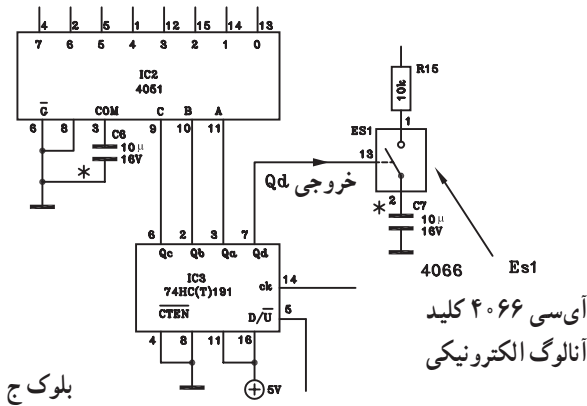 4 2 5 1 12 15 14 13
7 6 5 4 3 2 1 0
IC2
4051
G COM C B A
6 8 3 9 10 11
C6
10 μ
16V
*
R15
10k
1
ES1
13
2
*
C7
10 μ
16V
خروجی Qd
4066 Es1
آی‌سی ۴۰۶۶ کلید
آنالوگ الکترونیکی
6 2 3 7
Qc Qb Qa Qd
IC3
74HC(T)191
ck 14
CTEN D/U 5
4 8 11 16
5V
بلوک ج